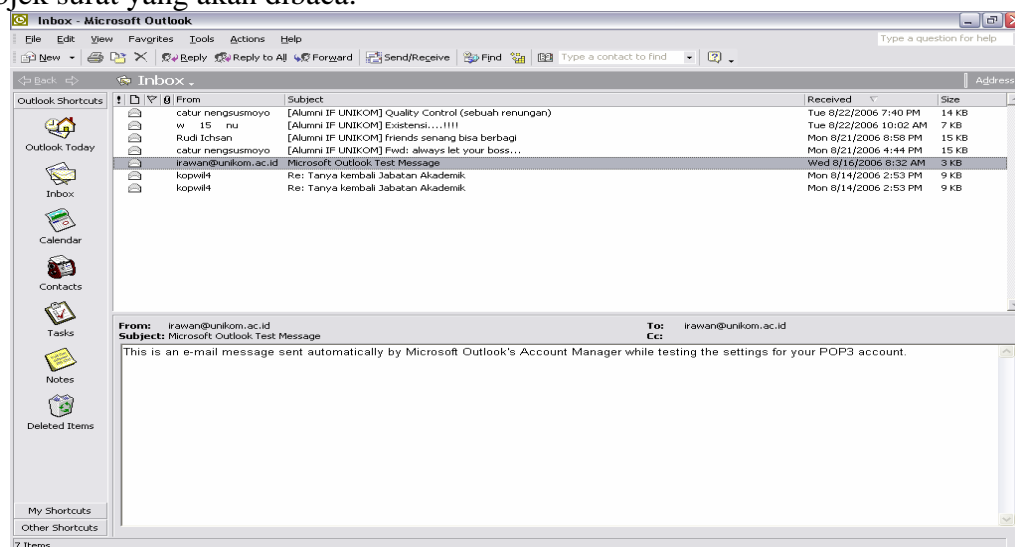 ojek surat yang akan dibaca.
Inbox - Microsoft Outlook
File Edit View Favorites Tools Actions Help Type a question for help
New Reply Reply to All Forward Send/Receive Find Type a contact to find
Back Inbox Address
Outlook Shortcuts From Subject Received Size
catur nengsusmoyo [Alumni IF UNIKOM] Quality Control (sebuah renungan) Tue 8/22/2006 7:40 PM 14 KB
w 15 nu [Alumni IF UNIKOM] Existensi....!!!! Tue 8/22/2006 10:02 AM 7 KB
Rudi Ichsan [Alumni IF UNIKOM] friends senang bisa berbagi Mon 8/21/2006 8:58 PM 15 KB
catur nengsusmoyo [Alumni IF UNIKOM] Fwd: always let your boss... Mon 8/21/2006 4:44 PM 15 KB
irawan@unikom.ac.id Microsoft Outlook Test Message Wed 8/16/2006 8:32 AM 3 KB
kopwil4 Re: Tanya kembali Jabatan Akademik Mon 8/14/2006 2:53 PM 9 KB
kopwil4 Re: Tanya kembali Jabatan Akademik Mon 8/14/2006 2:53 PM 9 KB
Outlook Today
Inbox
Calendar
Contacts
Tasks
Notes
Deleted Items
My Shortcuts
Other Shortcuts
From: irawan@unikom.ac.id To: irawan@unikom.ac.id
Subject: Microsoft Outlook Test Message Cc:
This is an e-mail message sent automatically by Microsoft Outlook's Account Manager while testing the settings for your POP3 account.
7 Items